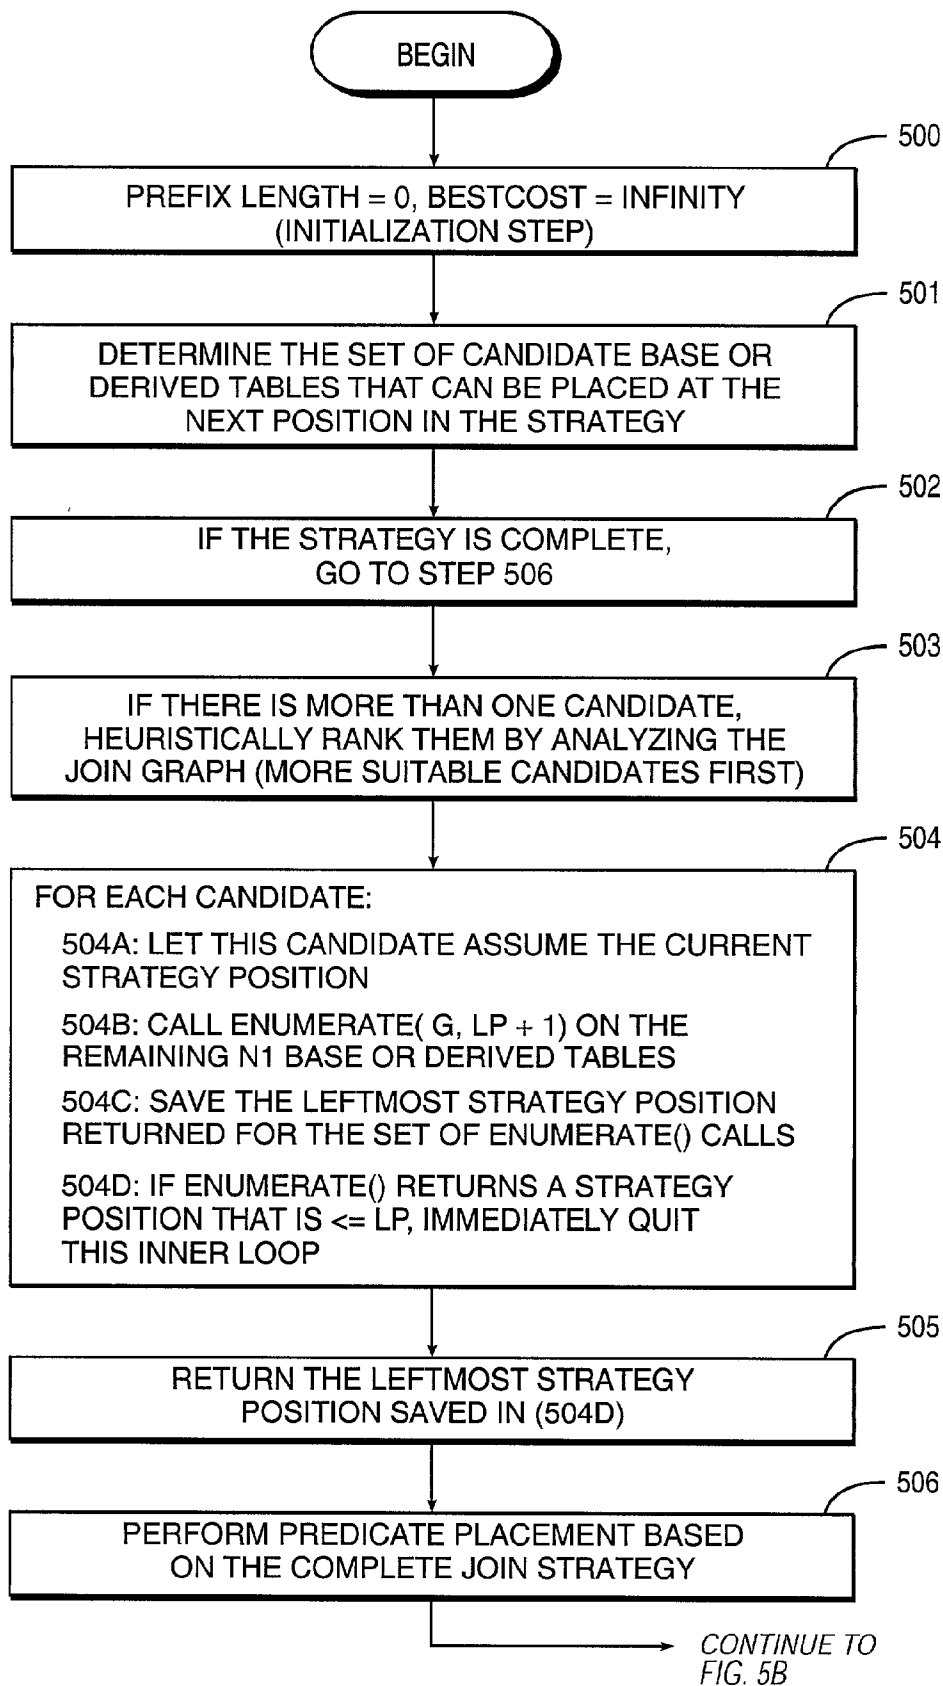 BEGIN
500
PREFIX LENGTH = 0, BESTCOST = INFINITY
(INITIALIZATION STEP)
501
DETERMINE THE SET OF CANDIDATE BASE OR
DERIVED TABLES THAT CAN BE PLACED AT THE
NEXT POSITION IN THE STRATEGY
502
IF THE STRATEGY IS COMPLETE,
GO TO STEP 506
503
IF THERE IS MORE THAN ONE CANDIDATE,
HEURISTICALLY RANK THEM BY ANALYZING THE
JOIN GRAPH (MORE SUITABLE CANDIDATES FIRST)
504
FOR EACH CANDIDATE:
504A: LET THIS CANDIDATE ASSUME THE CURRENT
STRATEGY POSITION
504B: CALL ENUMERATE( G, LP + 1) ON THE
REMAINING N1 BASE OR DERIVED TABLES
504C: SAVE THE LEFTMOST STRATEGY POSITION
RETURNED FOR THE SET OF ENUMERATE() CALLS
504D: IF ENUMERATE() RETURNS A STRATEGY
POSITION THAT IS <= LP, IMMEDIATELY QUIT
THIS INNER LOOP
505
RETURN THE LEFTMOST STRATEGY
POSITION SAVED IN (504D)
506
PERFORM PREDICATE PLACEMENT BASED
ON THE COMPLETE JOIN STRATEGY
CONTINUE TO
FIG. 5B